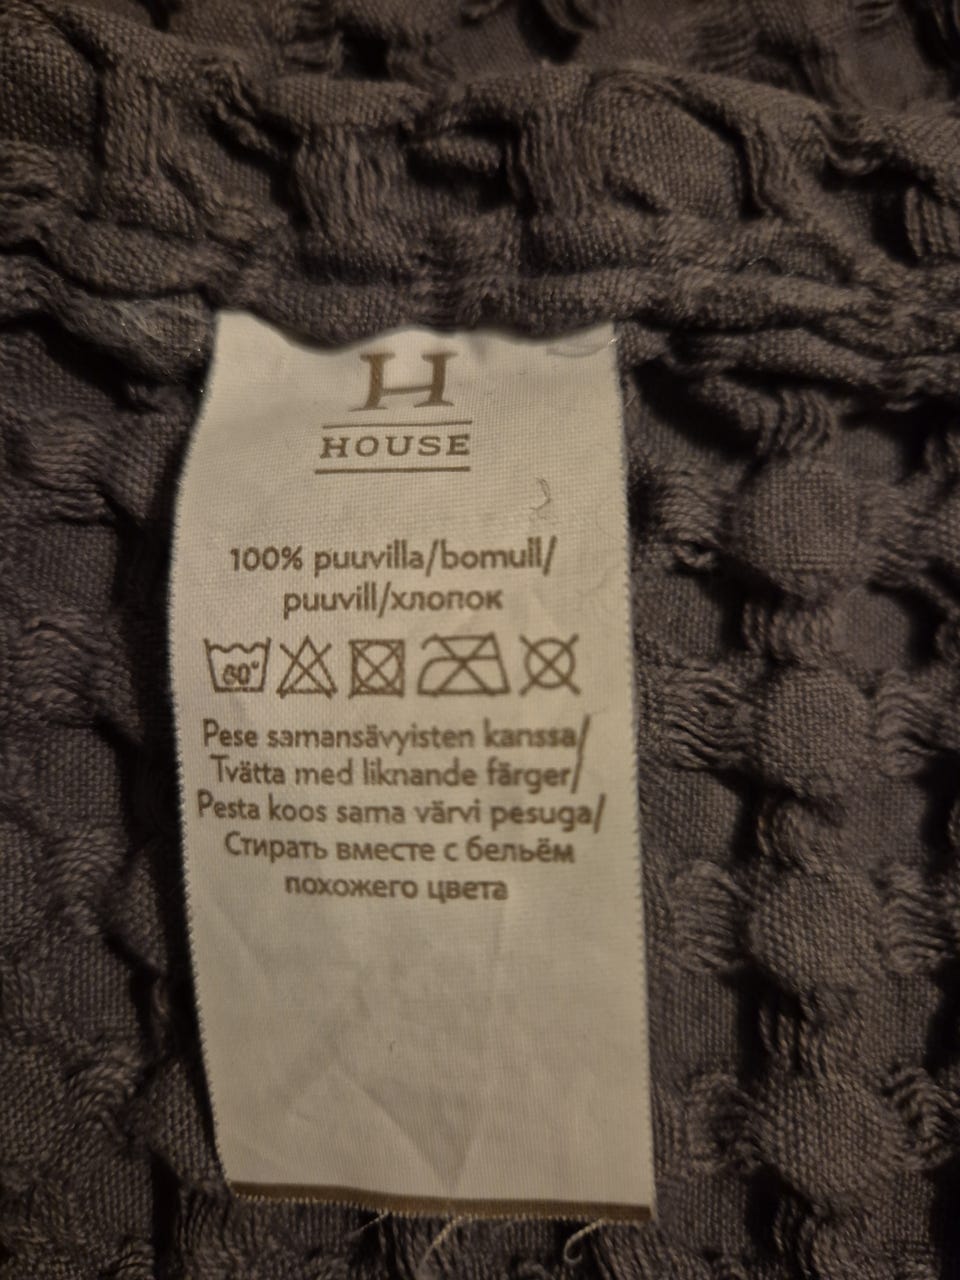 H
HOUSE
100% puuvilla/bomull/
puuvill/хлопок
60°
Pese samansävyisten kanssa/
Tvätta med liknande färger/
Pesta koos sama värvi pesuga/
Стирать вместе с бельём
похожего цвета